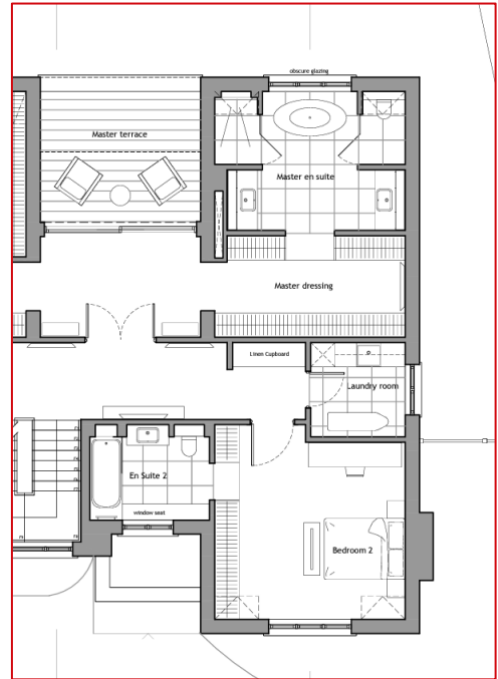 obscure glazing
Master terrace
Master en suite
Master dressing
Linen Cupboard
Laundry room
En Suite 2
window seat
Bedroom 2